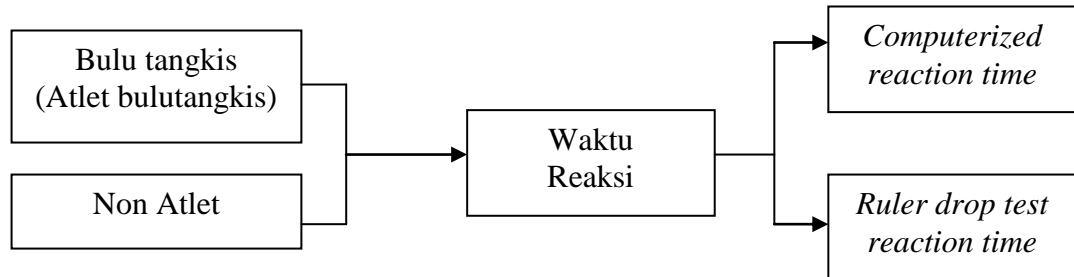 Bulu tangkis
(Atlet bulutangkis)
Non Atlet
Waktu
Reaksi
Computerized
reaction time
Ruler drop test
reaction time